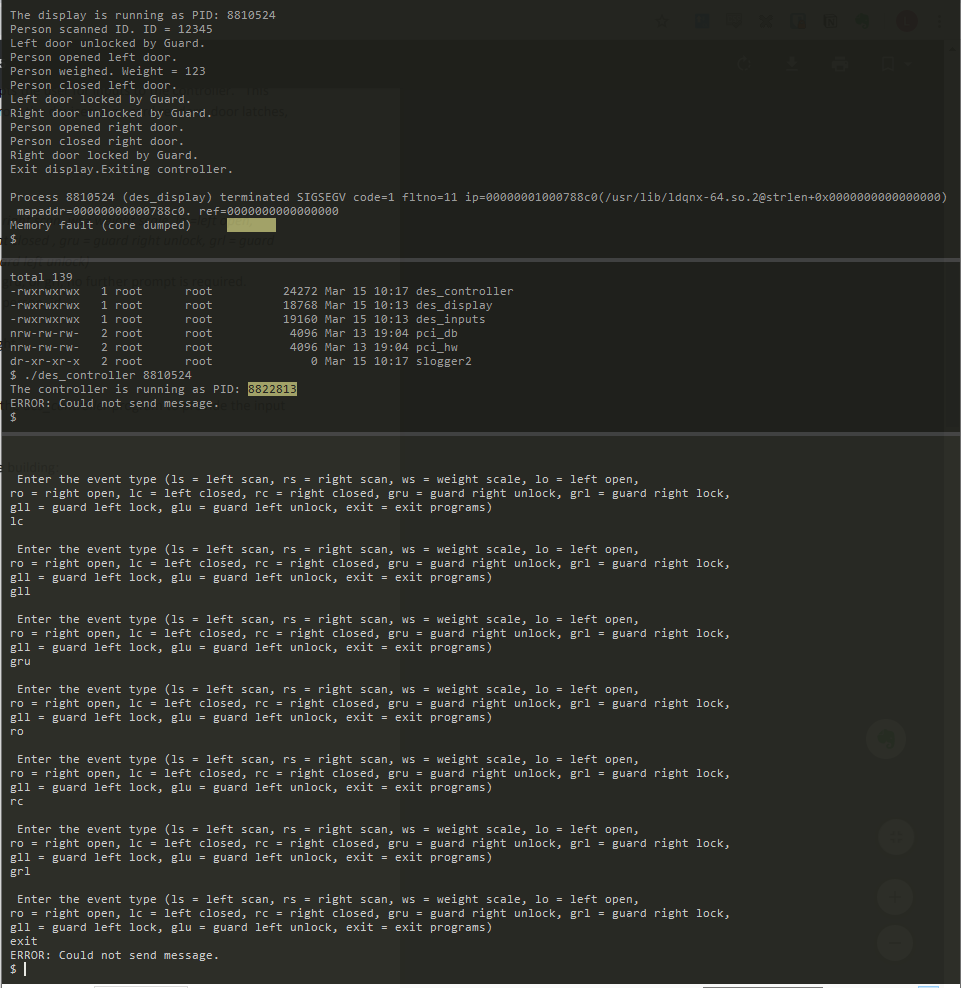 The display is running as PID: 8810524
Person scanned ID. ID = 12345
Left door unlocked by Guard.
Person opened left door.
Person weighed. Weight = 123
Person closed left door.
Left door locked by Guard.
Right door unlocked by Guard.
Person opened right door.
Person closed right door.
Right door locked by Guard.
Exit display.Exiting controller.
Process 8810524 (des_display) terminated SIGSEGV code=1 fltno=11 ip=00000001000788c0(/usr/lib/ldqnx-64.so.2@strlen+0x0000000000000000)
mapaddr=00000000000788c0. ref=0000000000000000
Memory fault (core dumped)
$
total 139
-rwxrwxrwx 1 root root 24272 Mar 15 10:17 des_controller
-rwxrwxrwx 1 root root 18768 Mar 15 10:13 des_display
-rwxrwxrwx 1 root root 19160 Mar 15 10:13 des_inputs
nrw-rw-rw- 2 root root 4096 Mar 13 19:04 pci_db
nrw-rw-rw- 2 root root 4096 Mar 13 19:04 pci_hw
dr-xr-xr-x 2 root root 0 Mar 15 10:17 slogger2
$ ./des_controller 8810524
The controller is running as PID: 8822813
ERROR: Could not send message.
$
Enter the event type (ls = left scan, rs = right scan, ws = weight scale, lo = left open,
ro = right open, lc = left closed, rc = right closed, gru = guard right unlock, grl = guard right lock,
gll = guard left lock, glu = guard left unlock, exit = exit programs)
lc
Enter the event type (ls = left scan, rs = right scan, ws = weight scale, lo = left open,
ro = right open, lc = left closed, rc = right closed, gru = guard right unlock, grl = guard right lock,
gll = guard left lock, glu = guard left unlock, exit = exit programs)
gll
Enter the event type (ls = left scan, rs = right scan, ws = weight scale, lo = left open,
ro = right open, lc = left closed, rc = right closed, gru = guard right unlock, grl = guard right lock,
gll = guard left lock, glu = guard left unlock, exit = exit programs)
gru
Enter the event type (ls = left scan, rs = right scan, ws = weight scale, lo = left open,
ro = right open, lc = left closed, rc = right closed, gru = guard right unlock, grl = guard right lock,
gll = guard left lock, glu = guard left unlock, exit = exit programs)
ro
Enter the event type (ls = left scan, rs = right scan, ws = weight scale, lo = left open,
ro = right open, lc = left closed, rc = right closed, gru = guard right unlock, grl = guard right lock,
gll = guard left lock, glu = guard left unlock, exit = exit programs)
rc
Enter the event type (ls = left scan, rs = right scan, ws = weight scale, lo = left open,
ro = right open, lc = left closed, rc = right closed, gru = guard right unlock, grl = guard right lock,
gll = guard left lock, glu = guard left unlock, exit = exit programs)
grl
Enter the event type (ls = left scan, rs = right scan, ws = weight scale, lo = left open,
ro = right open, lc = left closed, rc = right closed, gru = guard right unlock, grl = guard right lock,
gll = guard left lock, glu = guard left unlock, exit = exit programs)
exit
ERROR: Could not send message.
$